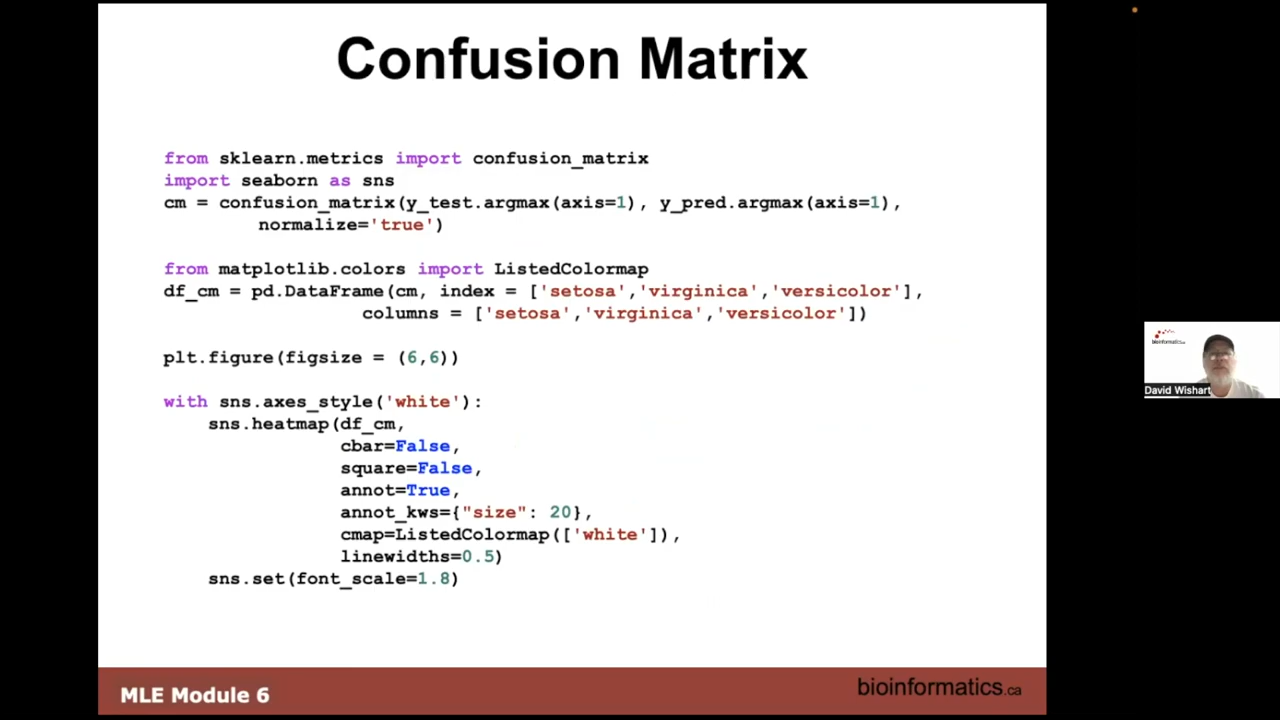 Confusion Matrix
from sklearn.metrics import confusion_matrix
import seaborn as sns
cm = confusion_matrix(y_test.argmax(axis=1), y_pred.argmax(axis=1),
normalize='true')
from matplotlib.colors import ListedColormap
df_cm = pd.DataFrame(cm, index = ['setosa','virginica','versicolor'],
columns = ['setosa','virginica','versicolor'])
plt.figure(figsize = (6,6))
with sns.axes_style('white'):
sns.heatmap(df_cm,
cbar=False,
square=False,
annot=True,
annot_kws={"size": 20},
cmap=ListedColormap(['white']),
linewidths=0.5)
sns.set(font_scale=1.8)
MLE Module 6
bioinformatics.ca
bioinformatics.ca
David Wishart